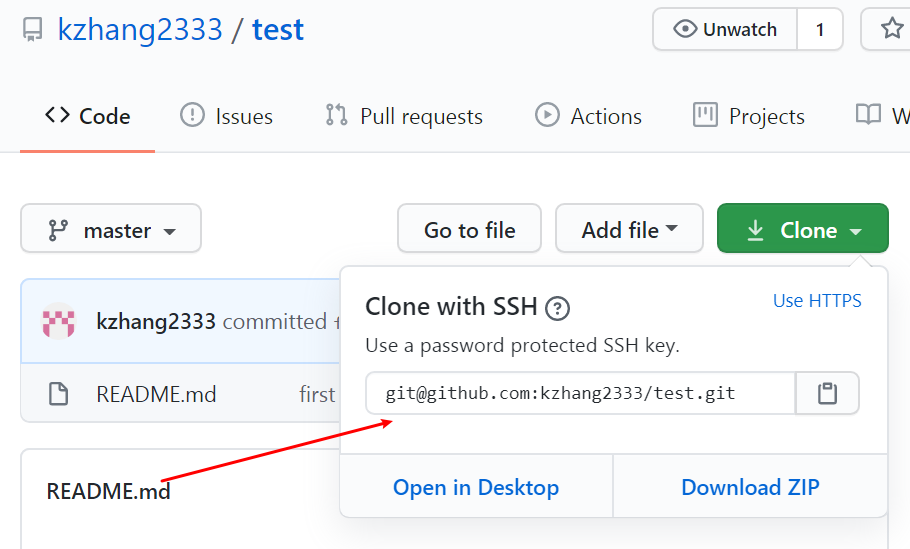 kzhang2333 / test
Unwatch 1
Code Issues Pull requests Actions Projects W
master Go to file Add file Clone
kzhang2333 committed
Clone with SSH Use HTTPS
Use a password protected SSH key.
README.md first
git@github.com:kzhang2333/test.git
README.md
Open in Desktop Download ZIP